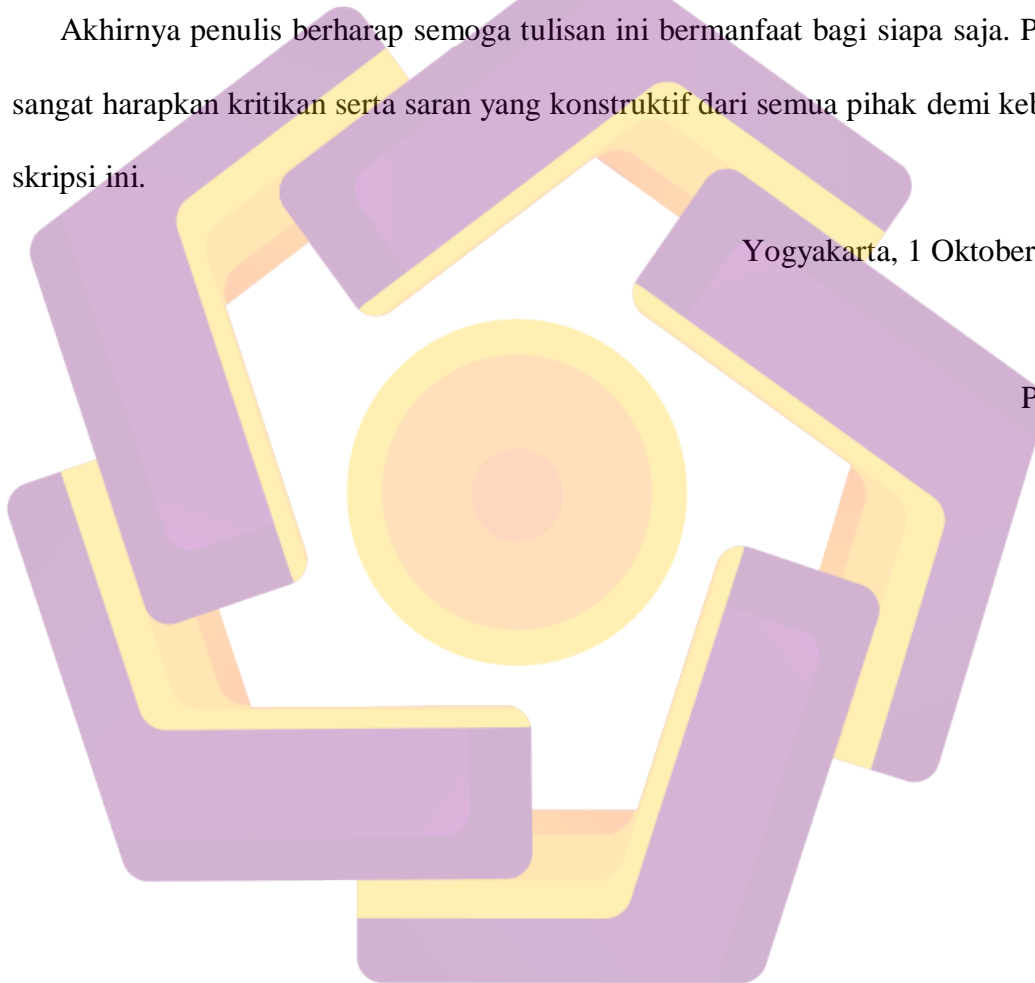 Akhirnya penulis berharap semoga tulisan ini bermanfaat bagi siapa saja. P
sangat harapkan kritikan serta saran yang konstruktif dari semua pihak demi keb
skripsi ini.
Yogyakarta, 1 Oktober
P